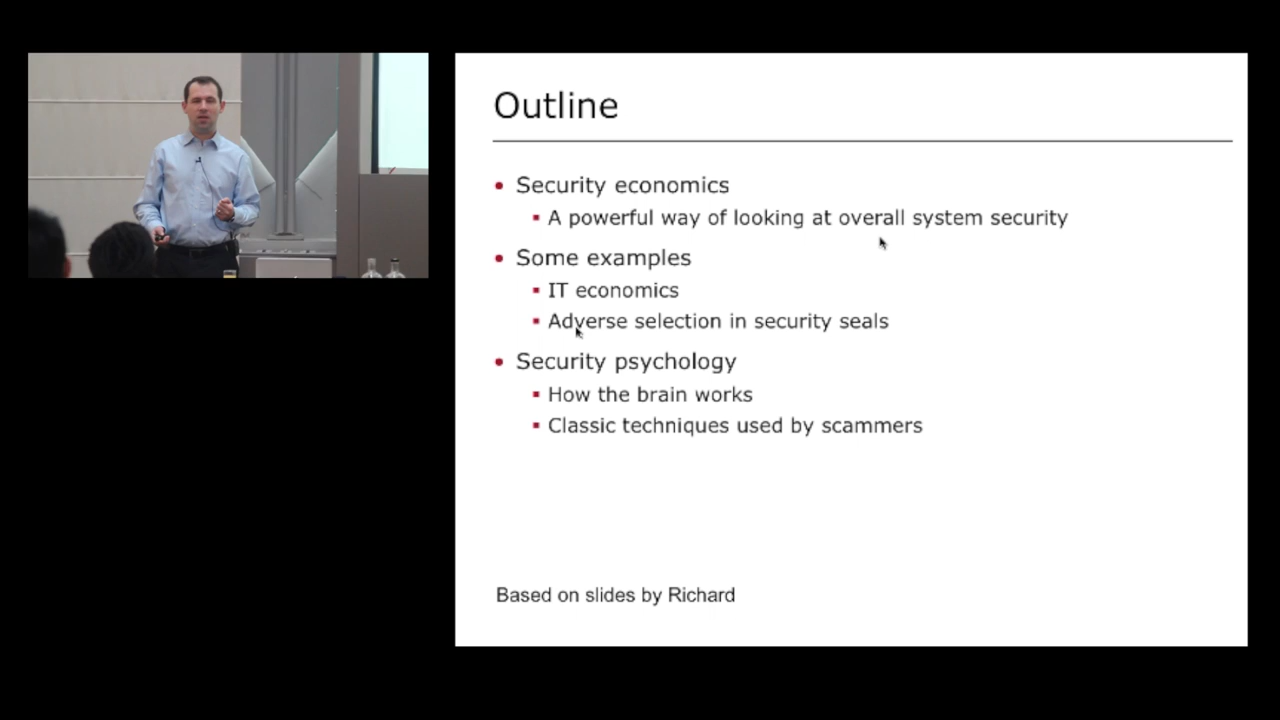 Outline
Security economics
A powerful way of looking at overall system security
Some examples
IT economics
Adverse selection in security seals
Security psychology
How the brain works
Classic techniques used by scammers
Based on slides by Richard